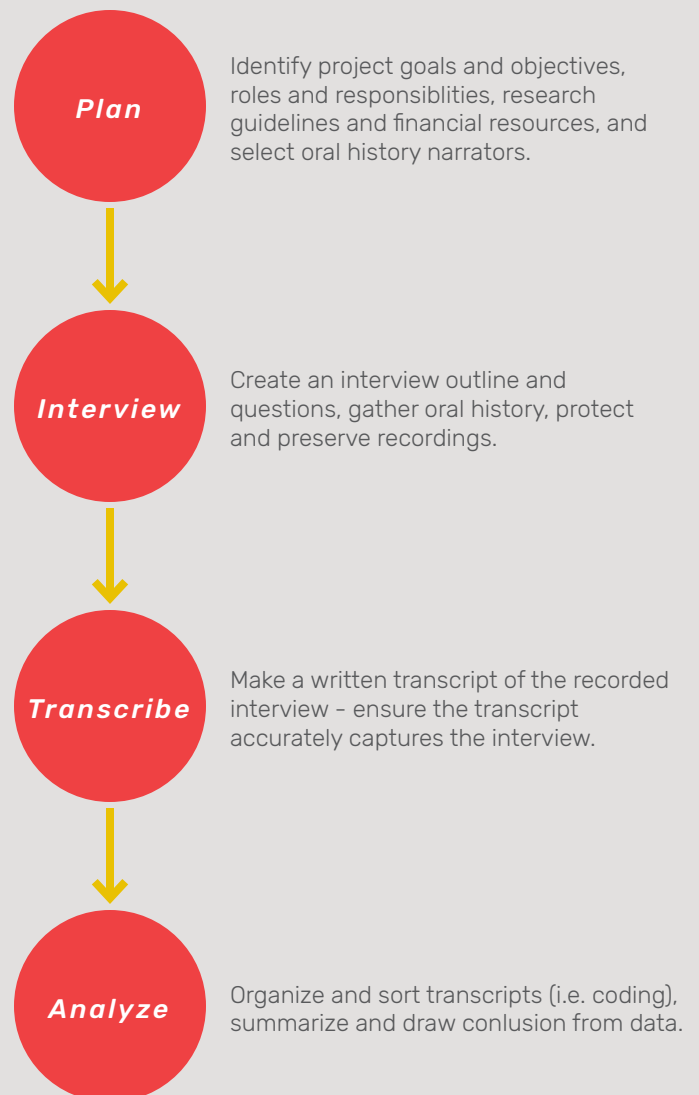 Plan
Identify project goals and objectives,
roles and responsiblities, research
guidelines and financial resources, and
select oral history narrators.
Interview
Create an interview outline and
questions, gather oral history, protect
and preserve recordings.
Transcribe
Make a written transcript of the recorded
interview - ensure the transcript
accurately captures the interview.
Analyze
Organize and sort transcripts (i.e. coding),
summarize and draw conlusion from data.